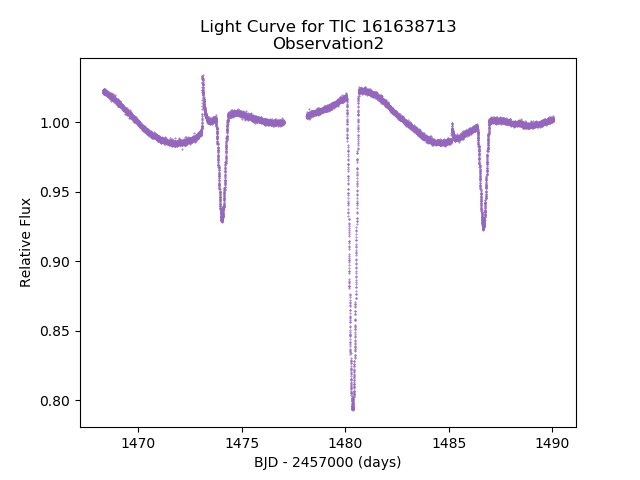 Light Curve for TIC 161638713
Observation2
1.00
0.95
0.90
0.85
0.80
Relative Flux
1470
1475
1480
1485
1490
BJD - 2457000 (days)